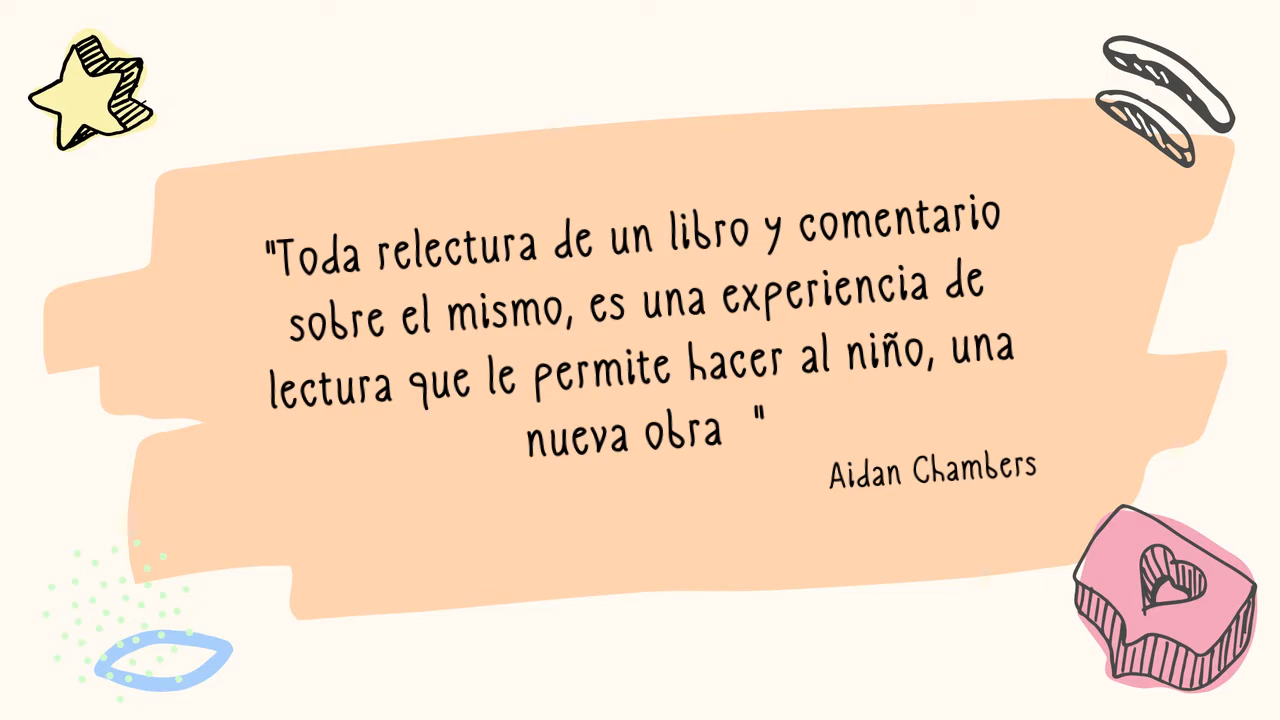 "Toda relectura de un libro y comentario
sobre el mismo, es una experiencia de
lectura que le permite hacer al niño, una
nueva obra "
Aidan Chambers